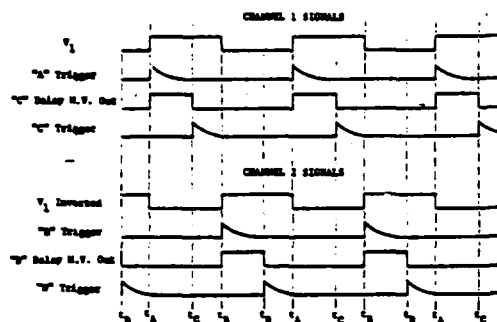 CHANNEL 1 SIGNALS
V1
"A" Trigger
"C" Delay M.V. Out
"C" Trigger
CHANNEL 2 SIGNALS
V1 Inverted
"B" Trigger
"D" Delay M.V. Out
"D" Trigger
tD tA tC tB tD tA tC tB tD tA tC